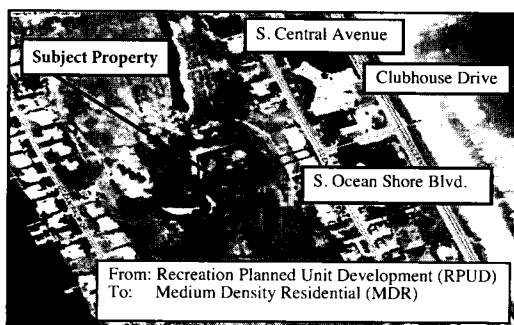 S. Central Avenue
Subject Property
Clubhouse Drive
S. Ocean Shore Blvd.
From: Recreation Planned Unit Development (RPUD)
To: Medium Density Residential (MDR)